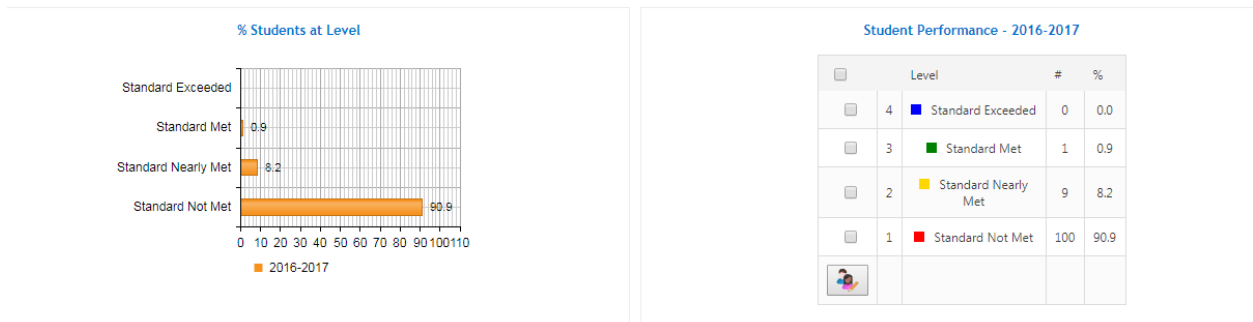 % Students at Level
Standard Exceeded
Standard Met 0.9
Standard Nearly Met 8.2
Standard Not Met 90.9
0 10 20 30 40 50 60 70 80 90 100 110
2016-2017
Student Performance - 2016-2017
Level # %
4 Standard Exceeded 0 0.0
3 Standard Met 1 0.9
2 Standard Nearly
Met 9 8.2
1 Standard Not Met 100 90.9